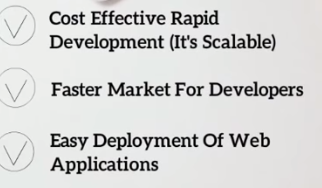 Cost Effective Rapid
Development (It's Scalable)
Faster Market For Developers
Easy Deployment Of Web
Applications